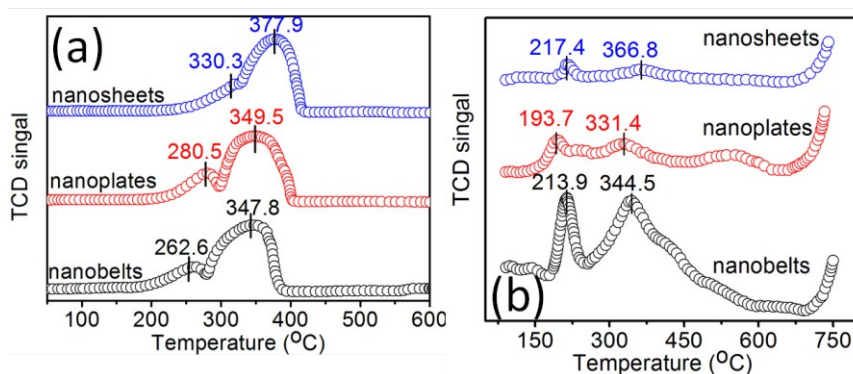 (a)
TCD singal
377.9
330.3
nanosheets
349.5
280.5
nanoplates
347.8
262.6
nanobelts
100 200 300 400 500 600
Temperature (ºC)
(b)
TCD singal
nanosheets
217.4 366.8
nanoplates
193.7 331.4
213.9 344.5
nanobelts
150 300 450 600 750
Temperature (ºC)